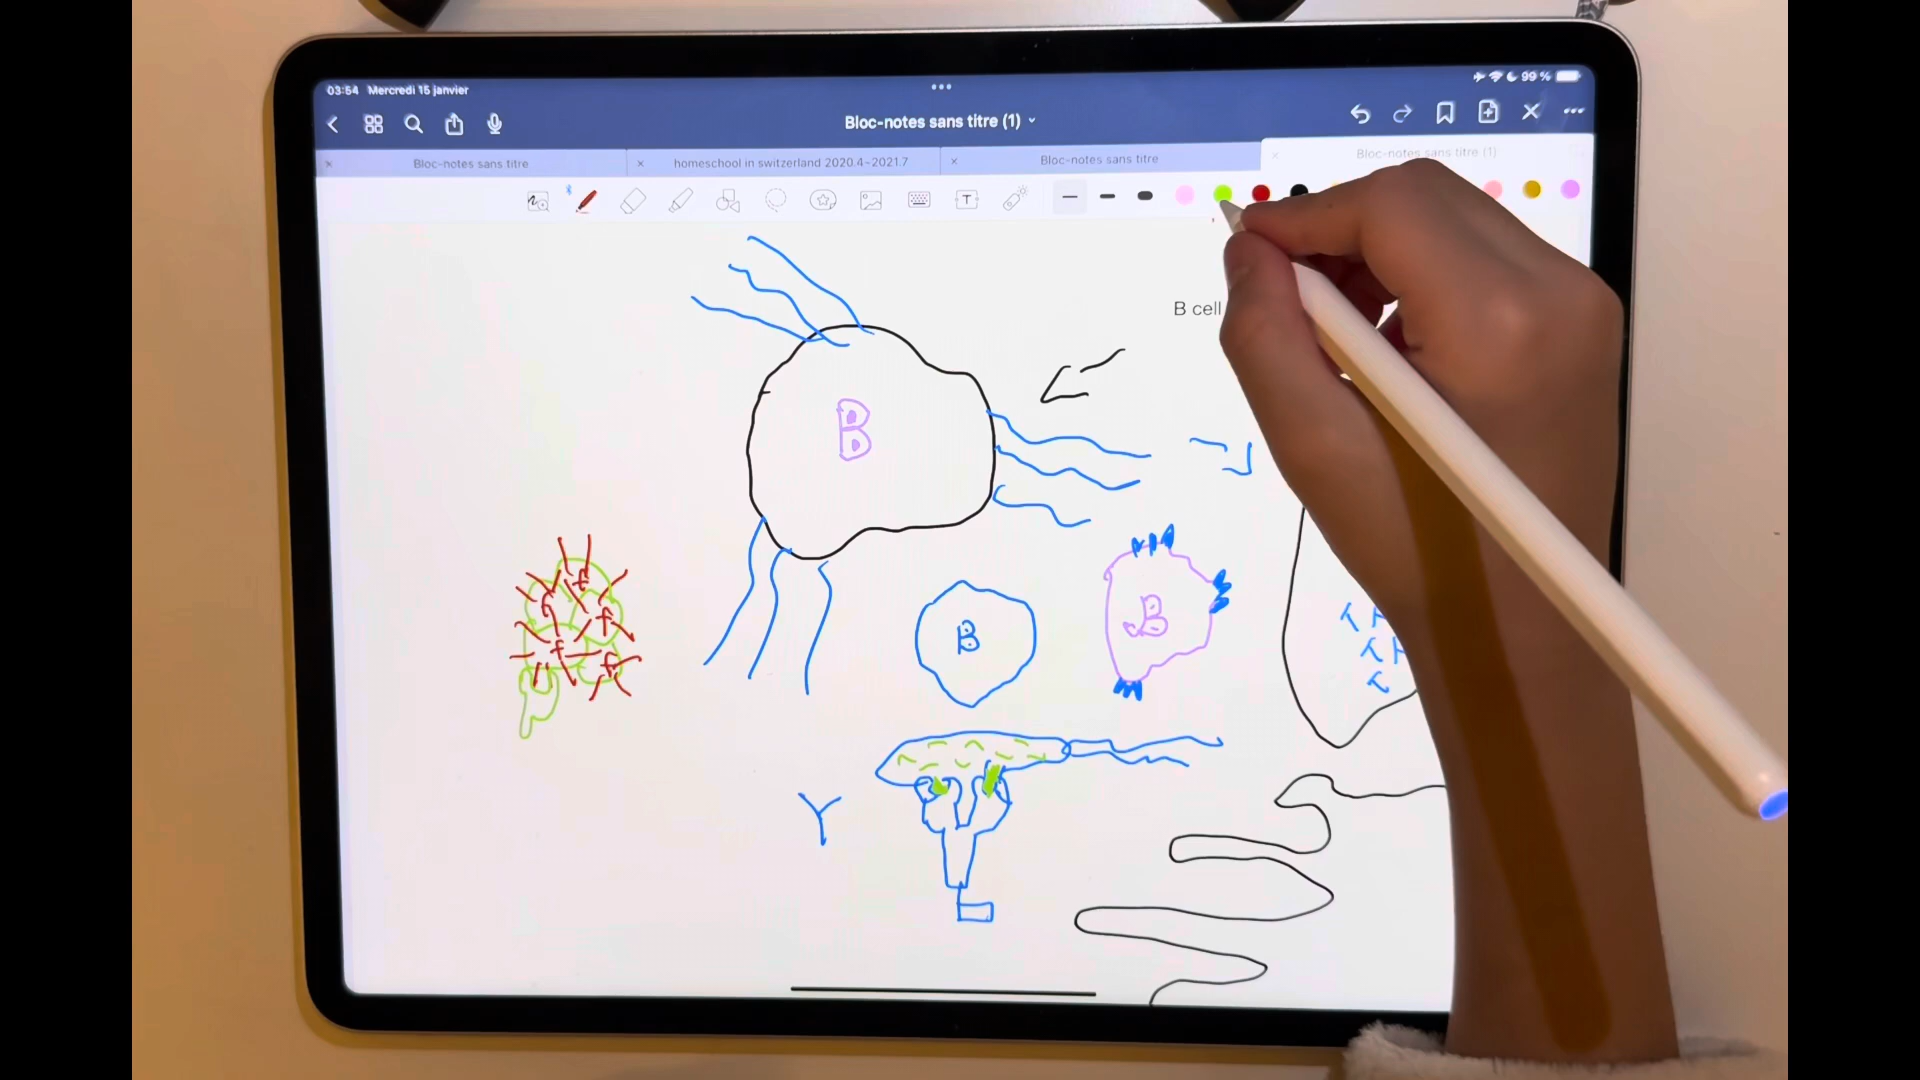 03:54 Mercredi 15 janvier
99 %
Bloc-notes sans titre (1)
Bloc-notes sans titre
homeschool in switzerland 2020.4-2021.7
Bloc-notes sans titre
Bloc-notes sans titre (1)
T
B cell
B
f
f
f
f
f
B
B
Y